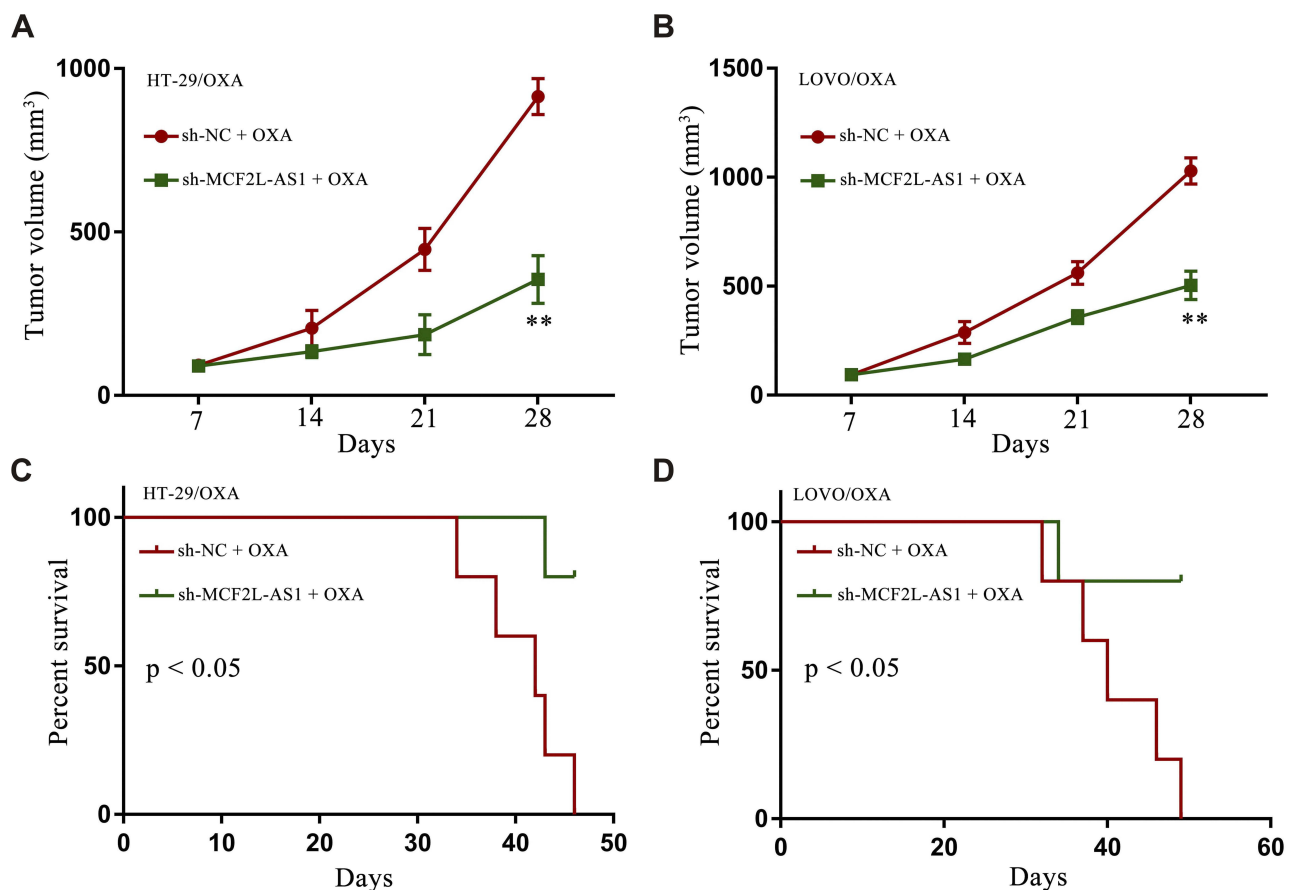 A
HT-29/OXA
sh-NC + OXA
sh-MCF2L-AS1 + OXA
Tumor volume (mm³)
1000
500
0
**
7 14 21 28
Days
B
LOVO/OXA
sh-NC + OXA
sh-MCF2L-AS1 + OXA
Tumor volume (mm³)
1500
1000
500
0
**
7 14 21 28
Days
C
HT-29/OXA
sh-NC + OXA
sh-MCF2L-AS1 + OXA
p < 0.05
Percent survival
100
50
0
0 10 20 30 40 50
Days
D
LOVO/OXA
sh-NC + OXA
sh-MCF2L-AS1 + OXA
p < 0.05
Percent survival
100
50
0
0 20 40 60
Days